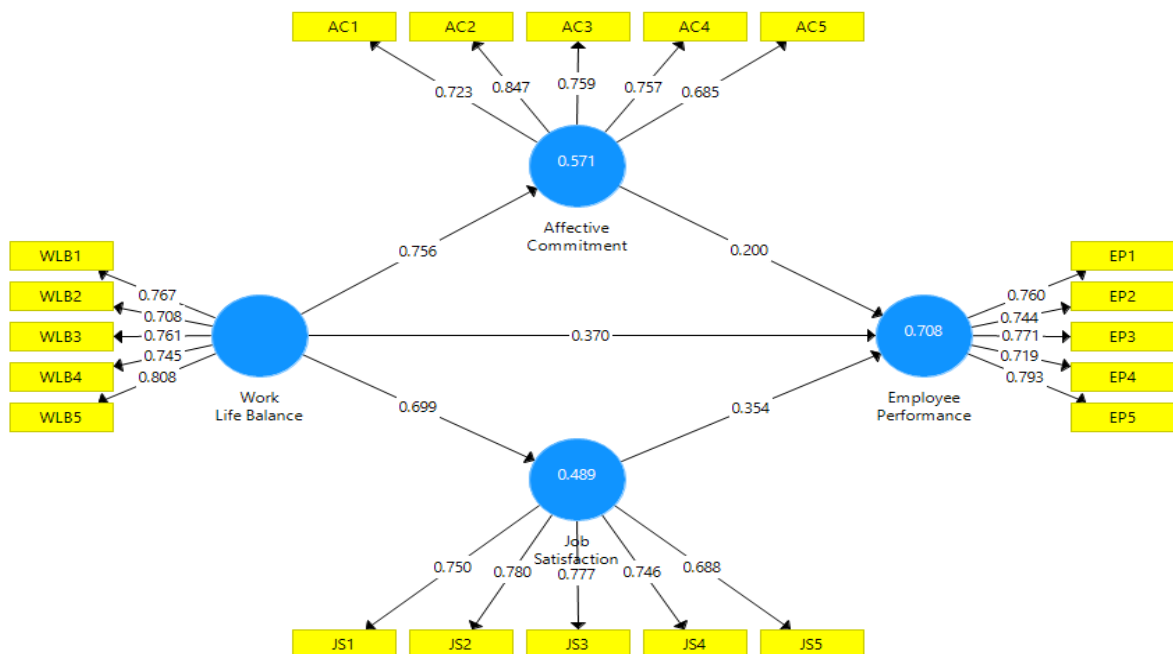 AC1 AC2 AC3 AC4 AC5
0.723 0.847 0.759 0.757 0.685
0.571
Affective
Commitment
0.756 0.200
WLB1
WLB2
WLB3
WLB4
WLB5
0.767
0.708
0.761
0.745
0.808
Work
Life Balance
0.370
0.708
Employee
Performance
0.760
0.744
0.771
0.719
0.793
EP1
EP2
EP3
EP4
EP5
0.699 0.354
0.489
Job
Satisfaction
0.750 0.780 0.777 0.746 0.688
JS1 JS2 JS3 JS4 JS5